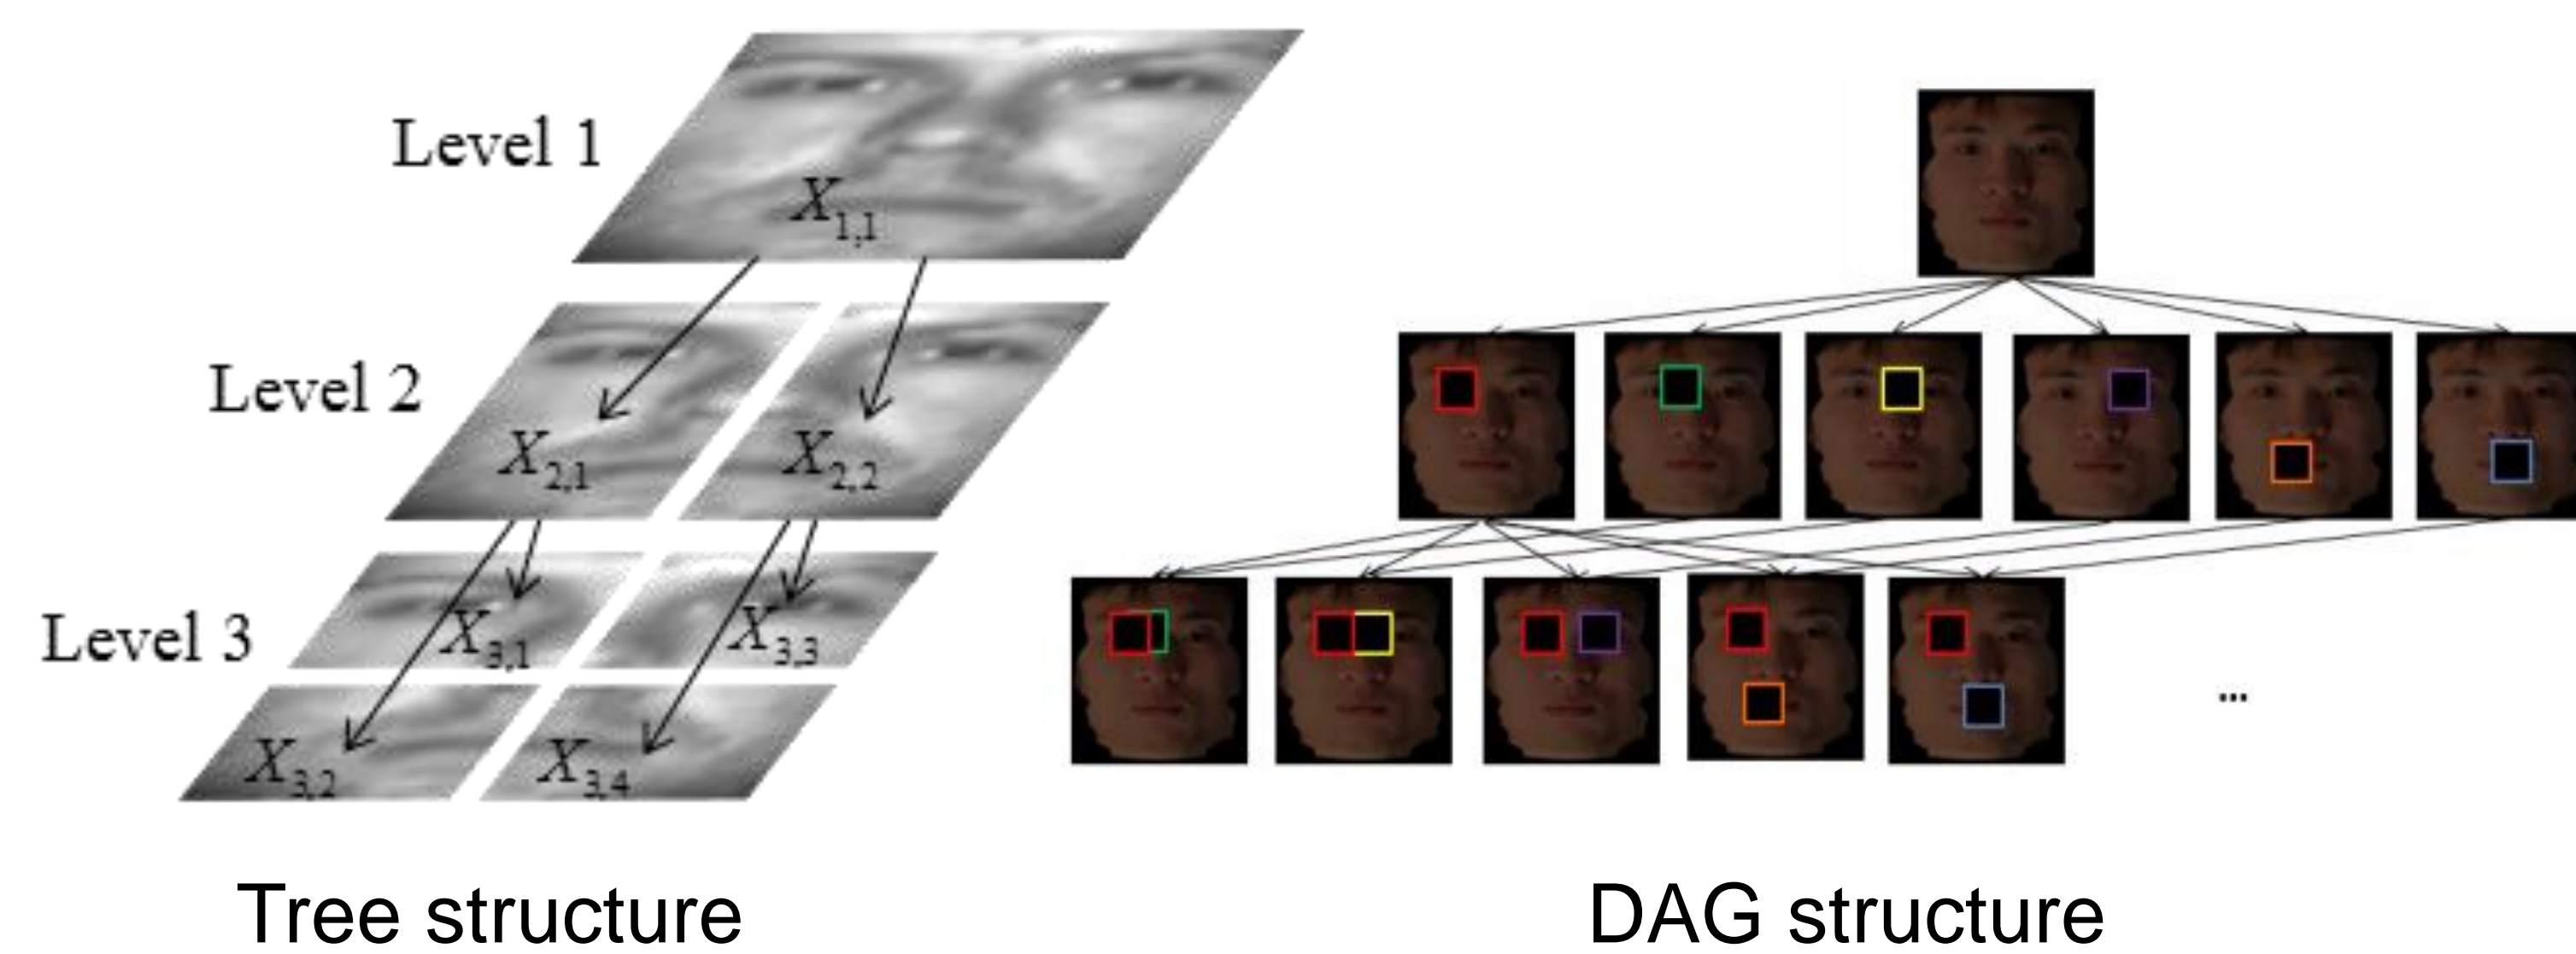 Level 1
X1,1
Level 2
X2,1
X2,2
Level 3
X3,1
X3,3
X3,2
X3,4
...
Tree structure
DAG structure